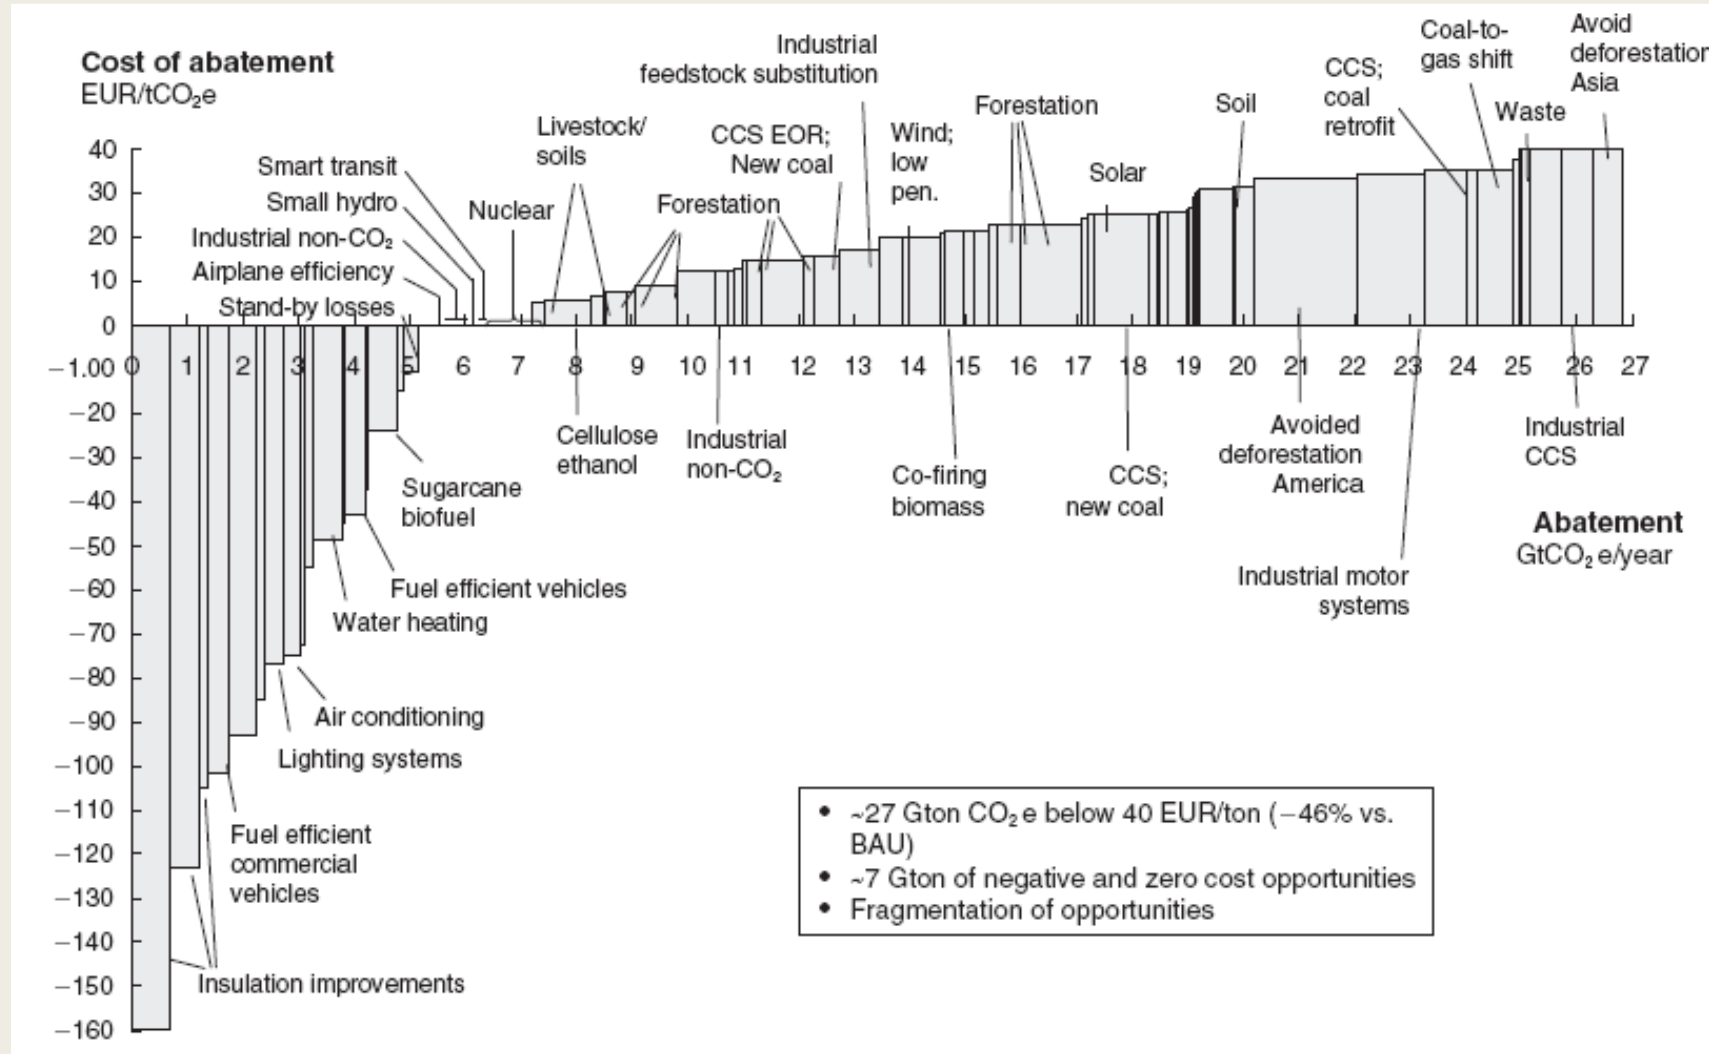 Cost of abatement
EUR/tCO₂e
Industrial
feedstock substitution
Coal-to-
gas shift
Avoid
deforestation
Asia
CCS;
coal
retrofit
Waste
Soil
Forestation
Solar
Wind;
low
pen.
CCS EOR;
New coal
Livestock/
soils
Forestation
Nuclear
Smart transit
Small hydro
Industrial non-CO₂
Airplane efficiency
Stand-by losses
40
30
20
10
0
–1.00
–20
–30
–40
–50
–60
–70
–80
–90
–100
–110
–120
–130
–140
–150
–160
0 1 2 3 4 5 6 7 8 9 10 11 12 13 14 15 16 17 18 19 20 21 22 23 24 25 26 27
Cellulose
ethanol
Industrial
non-CO₂
Co-firing
biomass
CCS;
new coal
Avoided
deforestation
America
Industrial
CCS
Industrial motor
systems
Abatement
GtCO₂ e/year
Sugarcane
biofuel
Fuel efficient vehicles
Water heating
Air conditioning
Lighting systems
Fuel efficient
commercial
vehicles
Insulation improvements
• ~27 Gton CO₂ e below 40 EUR/ton (–46% vs.
BAU)
• ~7 Gton of negative and zero cost opportunities
• Fragmentation of opportunities